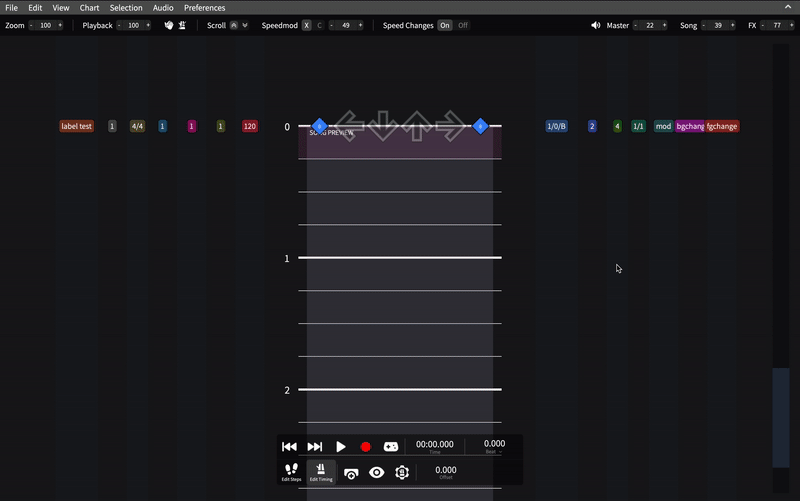 File Edit View Chart Selection Audio Preferences
Zoom - 100 + Playback - 100 + Scroll Speedmod X C - 49 + Speed Changes On Off Master - 22 + Song - 39 + FX - 77 +
label test 1 4/4 1 1 1 120 0 1/0/B 2 4 1/1 mod bgchang fgchange
SONG PREVIEW
1
2
00:00.000 0.000
Time Beat
Edit Steps Edit Timing 0.000
Offset